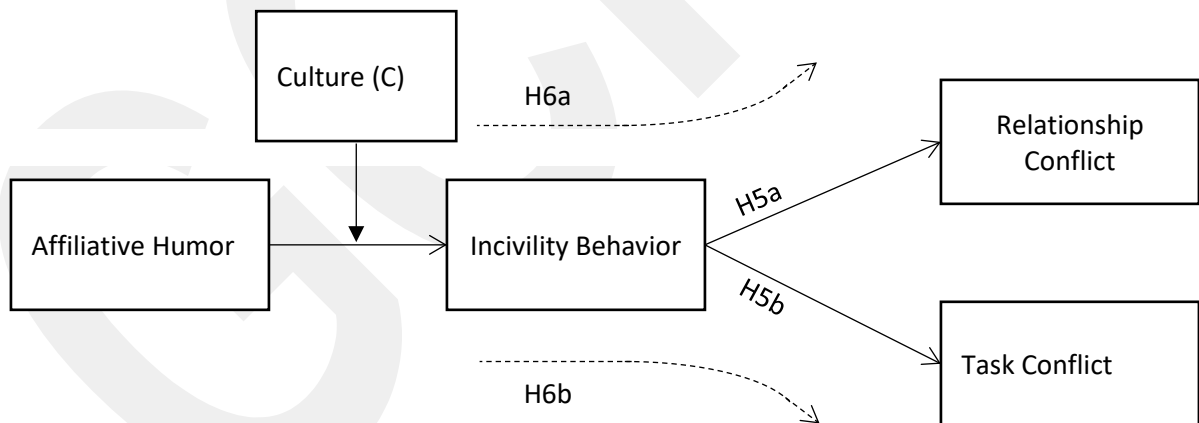 Culture (C)
H6a
Relationship
Conflict
Affiliative Humor
Incivility Behavior
H5a
H5b
Task Conflict
H6b